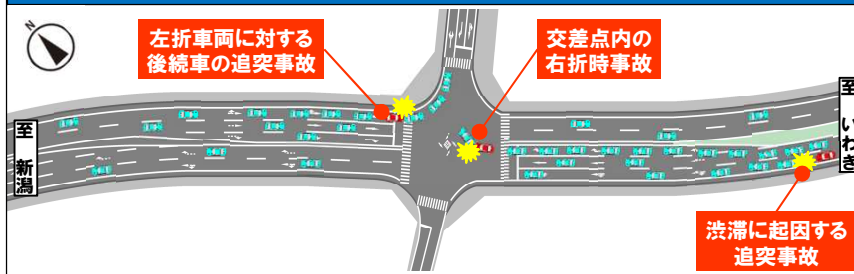 N
左折車両に対する
後続車の追突事故
交差点内の
右折時事故
至 新潟
至 いわき
渋滞に起因する
追突事故